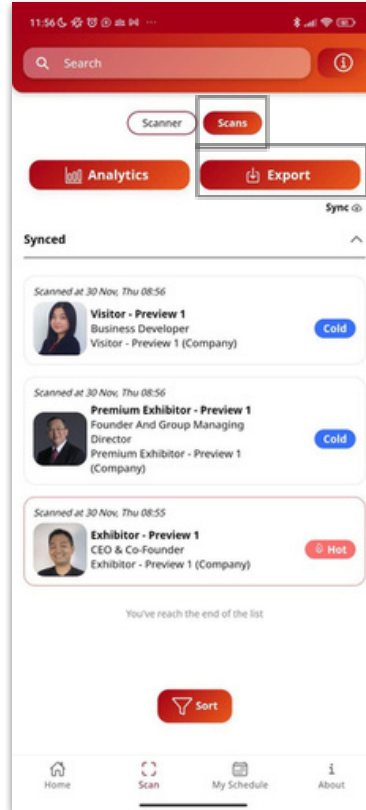 11:56
Search
Scanner
Scans
Analytics
Export
Sync
Synced
Scanned at 30 Nov, Thu 08:56
Visitor - Preview 1
Business Developer
Visitor - Preview 1 (Company)
Cold
Scanned at 30 Nov, Thu 08:56
Premium Exhibitor - Preview 1
Founder And Group Managing
Director
Premium Exhibitor - Preview 1
(Company)
Cold
Scanned at 30 Nov, Thu 08:55
Exhibitor - Preview 1
CEO & Co-Founder
Exhibitor - Preview 1 (Company)
Hot
You've reach the end of the list
Sort
Home
Scan
My Schedule
About